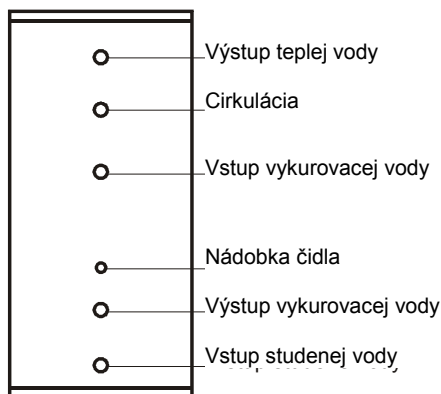 Výstup teplej vody
Cirkulácia
Vstup vykurovacej vody
Nádobka čidla
Výstup vykurovacej vody
Vstup studenej vody